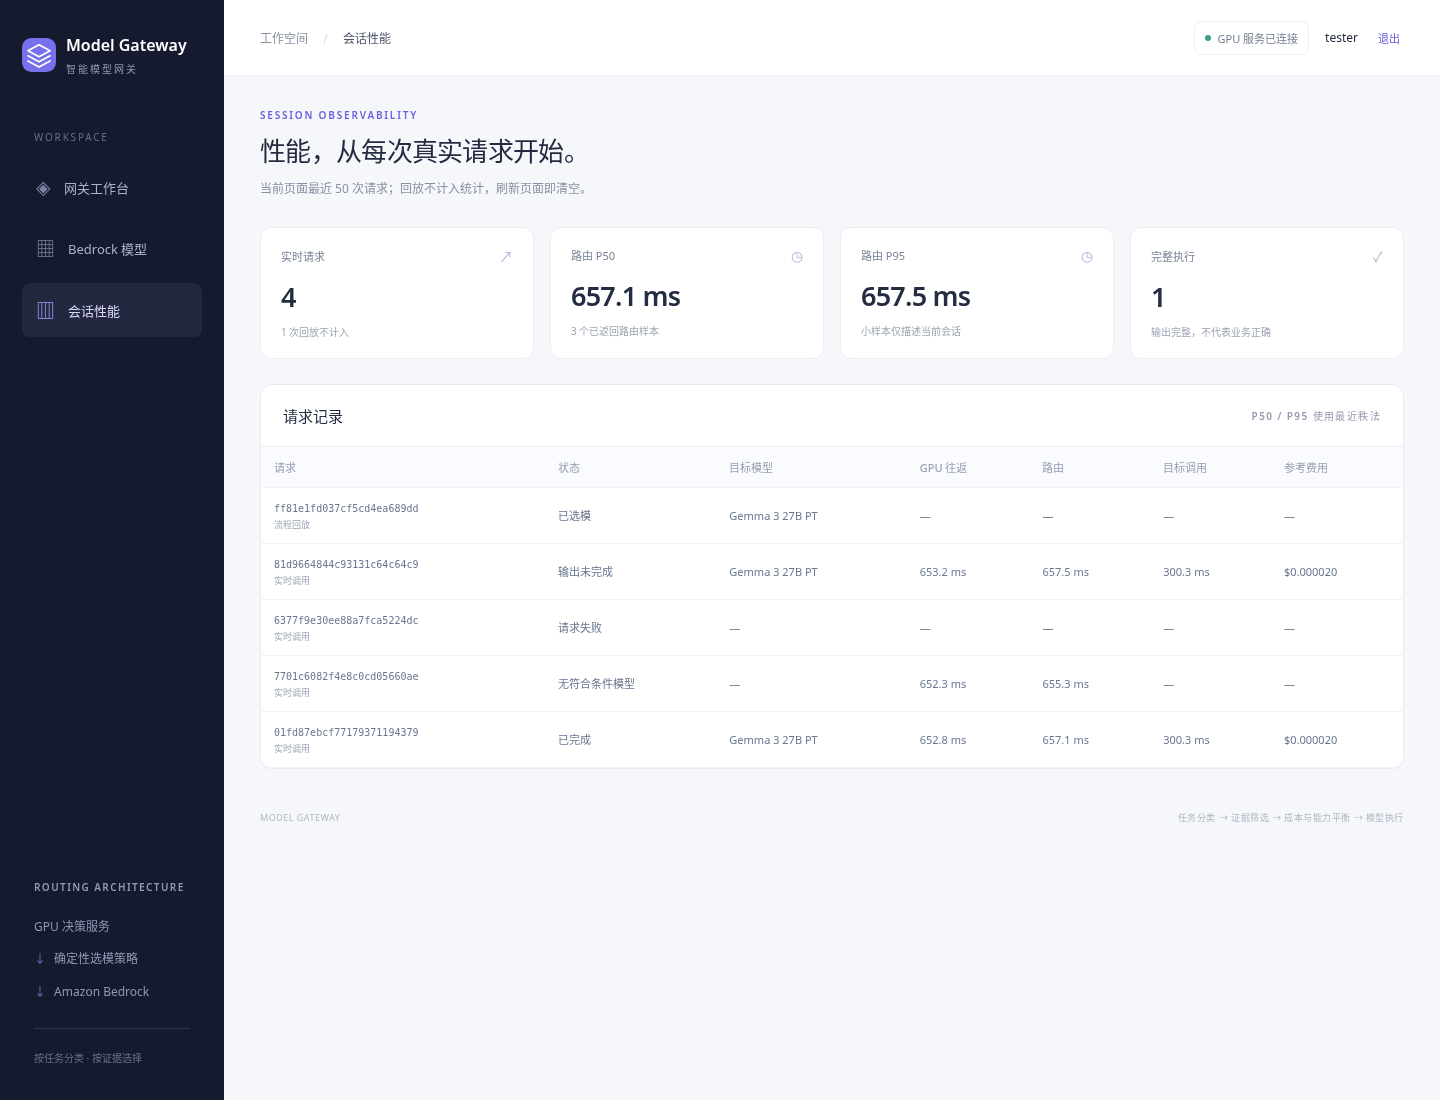 Model Gateway
智能模型网关
WORKSPACE
网关工作台
Bedrock 模型
会话性能
ROUTING ARCHITECTURE
GPU 决策服务
↓ 确定性选模策略
↓ Amazon Bedrock
按任务分类 · 按证据选择
工作空间 / 会话性能
GPU 服务已连接
tester
退出
SESSION OBSERVABILITY
性能，从每次真实请求开始。
当前页面最近 50 次请求；回放不计入统计，刷新页面即清空。
实时请求 ↗
4
1 次回放不计入
路由 P50 ◷
657.1 ms
3 个已返回路由样本
路由 P95 ◷
657.5 ms
小样本仅描述当前会话
完整执行 ✓
1
输出完整，不代表业务正确
请求记录
P50 / P95 使用最近秩法
请求 状态 目标模型 GPU 往返 路由 目标调用 参考费用
ff81e1fd037cf5cd4ea689dd 已选模 Gemma 3 27B PT — — — —
流程回放
81d9664844c93131c64c64c9 输出未完成 Gemma 3 27B PT 653.2 ms 657.5 ms 300.3 ms $0.000020
实时调用
6377f9e30ee88a7fca5224dc 请求失败 — — — — —
实时调用
7701c6082f4e8c0cd05660ae 无符合条件模型 — 652.3 ms 655.3 ms — —
实时调用
01fd87ebcf77179371194379 已完成 Gemma 3 27B PT 652.8 ms 657.1 ms 300.3 ms $0.000020
实时调用
MODEL GATEWAY
任务分类 → 证据筛选 → 成本与能力平衡 → 模型执行